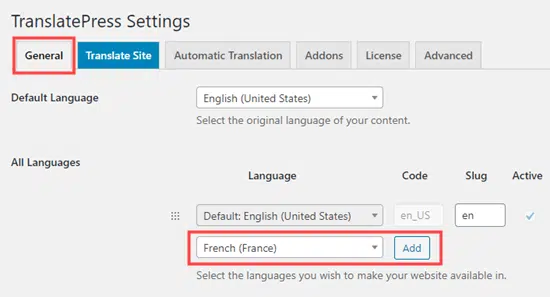 TranslatePress Settings
General Translate Site Automatic Translation Addons License Advanced
Default Language English (United States)
Select the original language of your content.
All Languages
Language Code Slug Active
Default: English (United States) en_US en
French (France) Add
Select the languages you wish to make your website available in.